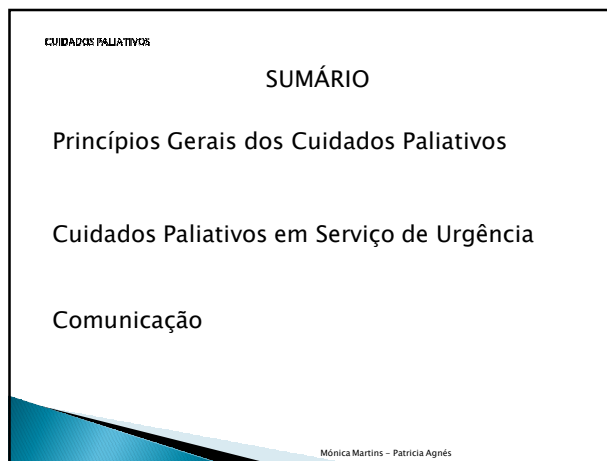 CUIDADOS PALIATIVOS
SUMÁRIO
Princípios Gerais dos Cuidados Paliativos
Cuidados Paliativos em Serviço de Urgência
Comunicação
Mónica Martins – Patricia Agnés